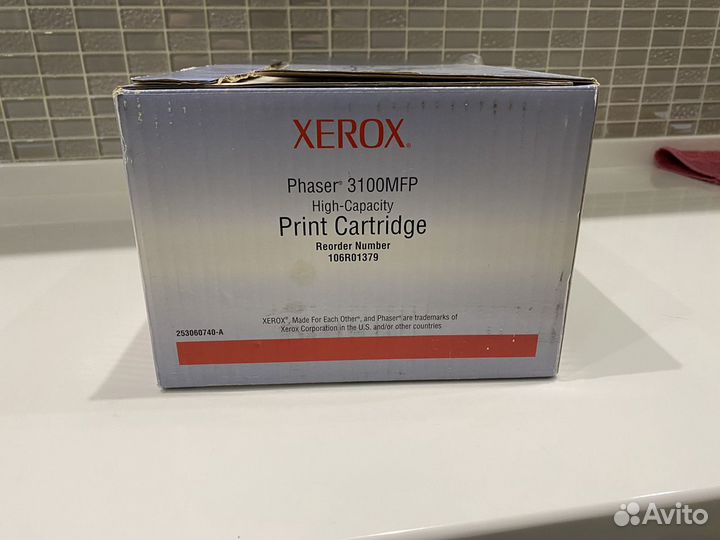 XEROX®
Phaser® 3100MFP
High-Capacity
Print Cartridge
Reorder Number
106R01379
XEROX®, Made For Each Other®, and Phaser® are trademarks of
Xerox Corporation in the U.S. and/or other countries
253060740-A
Avito